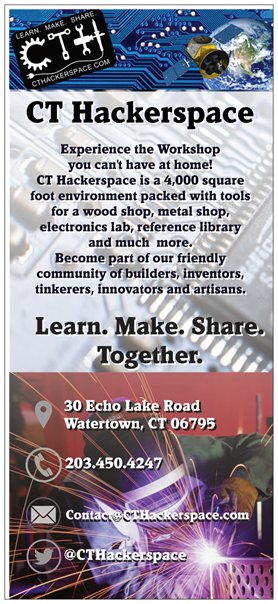 LEARN. MAKE. SHARE.
CTH
CTHACKERSPACE.COM
CT Hackerspace
Experience the Workshop
you can't have at home!
CT Hackerspace is a 4,000 square
foot environment packed with tools
for a wood shop, metal shop,
electronics lab, reference library
and much more.
Become part of our friendly
community of builders, inventors,
tinkerers, innovators and artisans.
Learn. Make. Share.
Together.
30 Echo Lake Road
Watertown, CT 06795
203.450.4247
Contact@CTHackerspace.com
@CTHackerspace